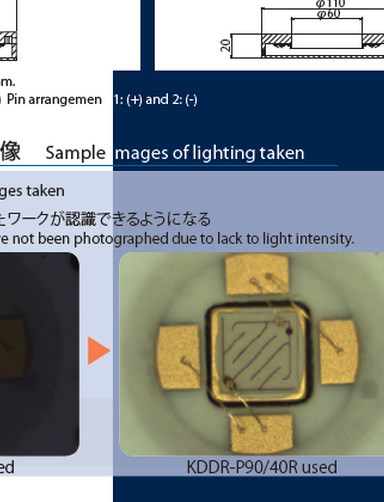 φ110
φ60
20
m.
Pin arrangemen 1: (+) and 2: (-)
像 Sample mages of lighting taken
ges taken
たワークが認識できるようになる
e not been photographed due to lack to light intensity.
ed
KDDR-P90/40R used